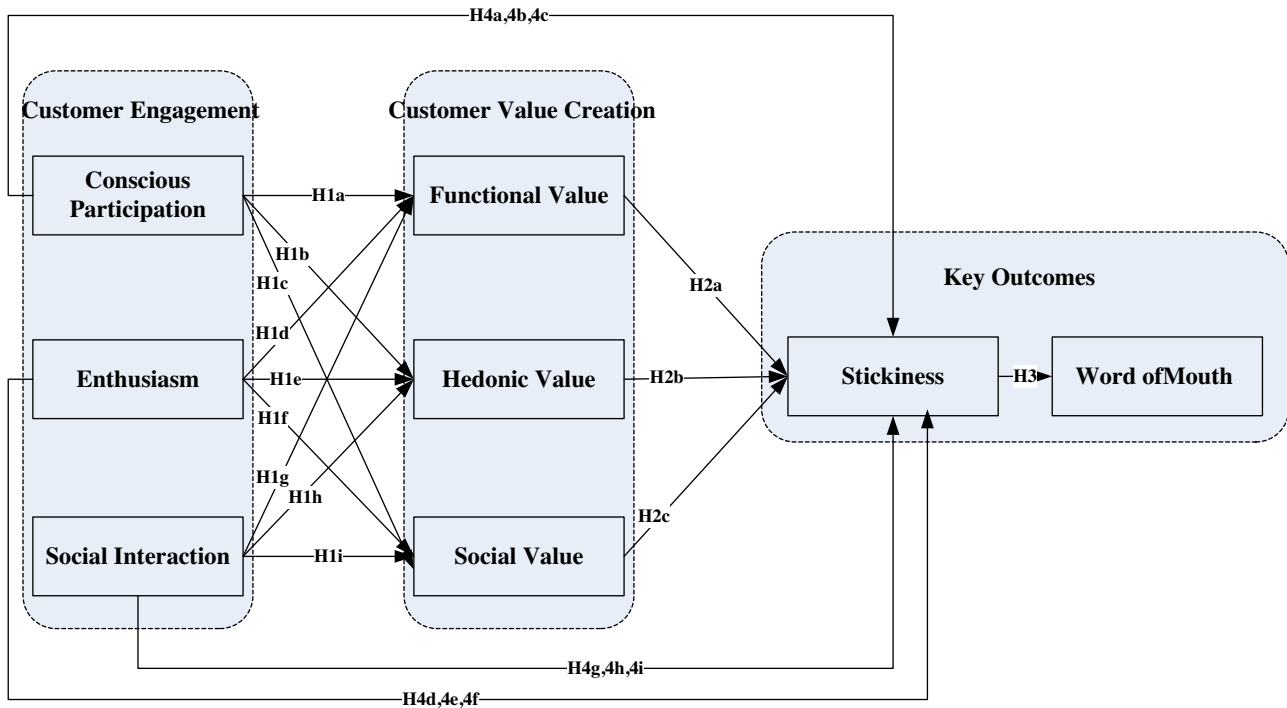 H4a,4b,4c
Customer Engagement
Customer Value Creation
Conscious
Participation
H1a
Functional Value
H1b
H1c
H2a
Key Outcomes
H1d
Enthusiasm
H1e
Hedonic Value
H2b
Stickiness
H3
Word ofMouth
H1f
H1g
H1h
H2c
Social Interaction
H1i
Social Value
H4g,4h,4i
H4d,4e,4f